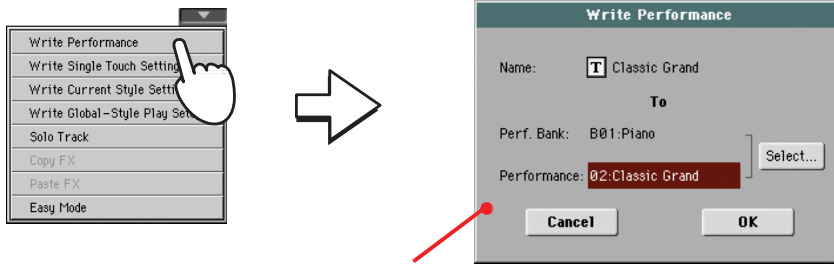 Write Performance
Write Single Touch Setting
Write Current Style Setti
Write Global-Style Play Set
Solo Track
Copy FX
Paste FX
Easy Mode
Write Performance
Name: T Classic Grand
To
Perf. Bank: B01:Piano
Select...
Performance: 02:Classic Grand
Cancel OK